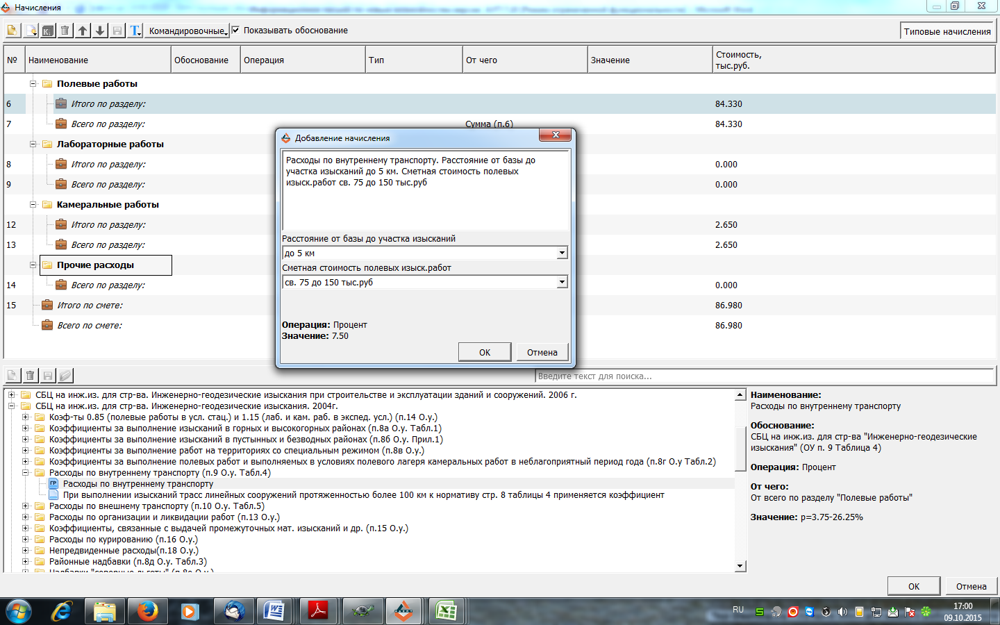 Начисления
Командировочные
Показывать обоснование
Типовые начисления
№ Наименование Обоснование Операция Тип От чего Значение Стоимость, тыс.руб.
Полевые работы
6 Итого по разделу: 84.330
7 Всего по разделу: Сумма (п.6) 84.330
Лабораторные работы
8 Итого по разделу: 0.000
9 Всего по разделу: 0.000
Камеральные работы
12 Итого по разделу: 2.650
13 Всего по разделу: 2.650
Прочие расходы
14 Всего по разделу: 0.000
15 Итого по смете: 86.980
Всего по смете: 86.980
Добавление начисления
Расходы по внутреннему транспорту. Расстояние от базы до
участка изысканий до 5 км. Сметная стоимость полевых
изыск.работ св. 75 до 150 тыс.руб
Расстояние от базы до участка изысканий
до 5 км
Сметная стоимость полевых изыск.работ
св. 75 до 150 тыс.руб
Операция: Процент
Значение: 7.50
ОК Отмена
Введите текст для поиска...
СБЦ на инж.из. для стр-ва. Инженерно-геодезические изыскания при строительстве и эксплуатации зданий и сооружений. 2006 г.
СБЦ на инж.из. для стр-ва. Инженерно-геодезические изыскания. 2004г.
Коэф-ты 0.85 (полевые работы в усл. стац.) и 1.15 (лаб. и кам. раб. в экспед. усл.) (п.14 О.у.)
Коэффициенты за выполнение изысканий в горных и высокогорных районах (п.8а О.у. Табл.1)
Коэффициенты за выполнение изысканий в пустынных и безводных районах (п.8б О.у. Прил.1)
Коэффициенты за выполнение работ на территориях со специальным режимом (п.8в О.у.)
Коэффициенты за выполнение полевых работ и выполняемых в условиях полевого лагеря камеральных работ в неблагоприятный период года (п.8г О.у Табл.2)
Расходы по внутреннему транспорту (п.9 О.у. Табл.4)
ГР Расходы по внутреннему транспорту
При выполнении изысканий трасс линейных сооружений протяженностью более 100 км к нормативу стр. 8 таблицы 4 применяется коэффициент
Расходы по внешнему транспорту (п.10 О.у. Табл.5)
Расходы по организации и ликвидации работ (п.13 О.у.)
Коэффициенты, связанные с выдачей промежуточных мат. изысканий и др. (п.15 О.у.)
Расходы по курированию (п.16 О.у.)
Непредвиденные расходы(п.18 О.у.)
Районные надбавки (п.8д О.у. Табл.3)
Надбавки "северные льготы" (п.8е О.у.)
Наименование:
Расходы по внутреннему транспорту
Обоснование:
СБЦ на инж.из. для стр-ва "Инженерно-геодезические
изыскания" (ОУ п. 9 Таблица 4)
Операция: Процент
От чего:
От всего по разделу "Полевые работы"
Значение: p=3.75-26.25%
ОК Отмена
RU
17:00
09.10.2015